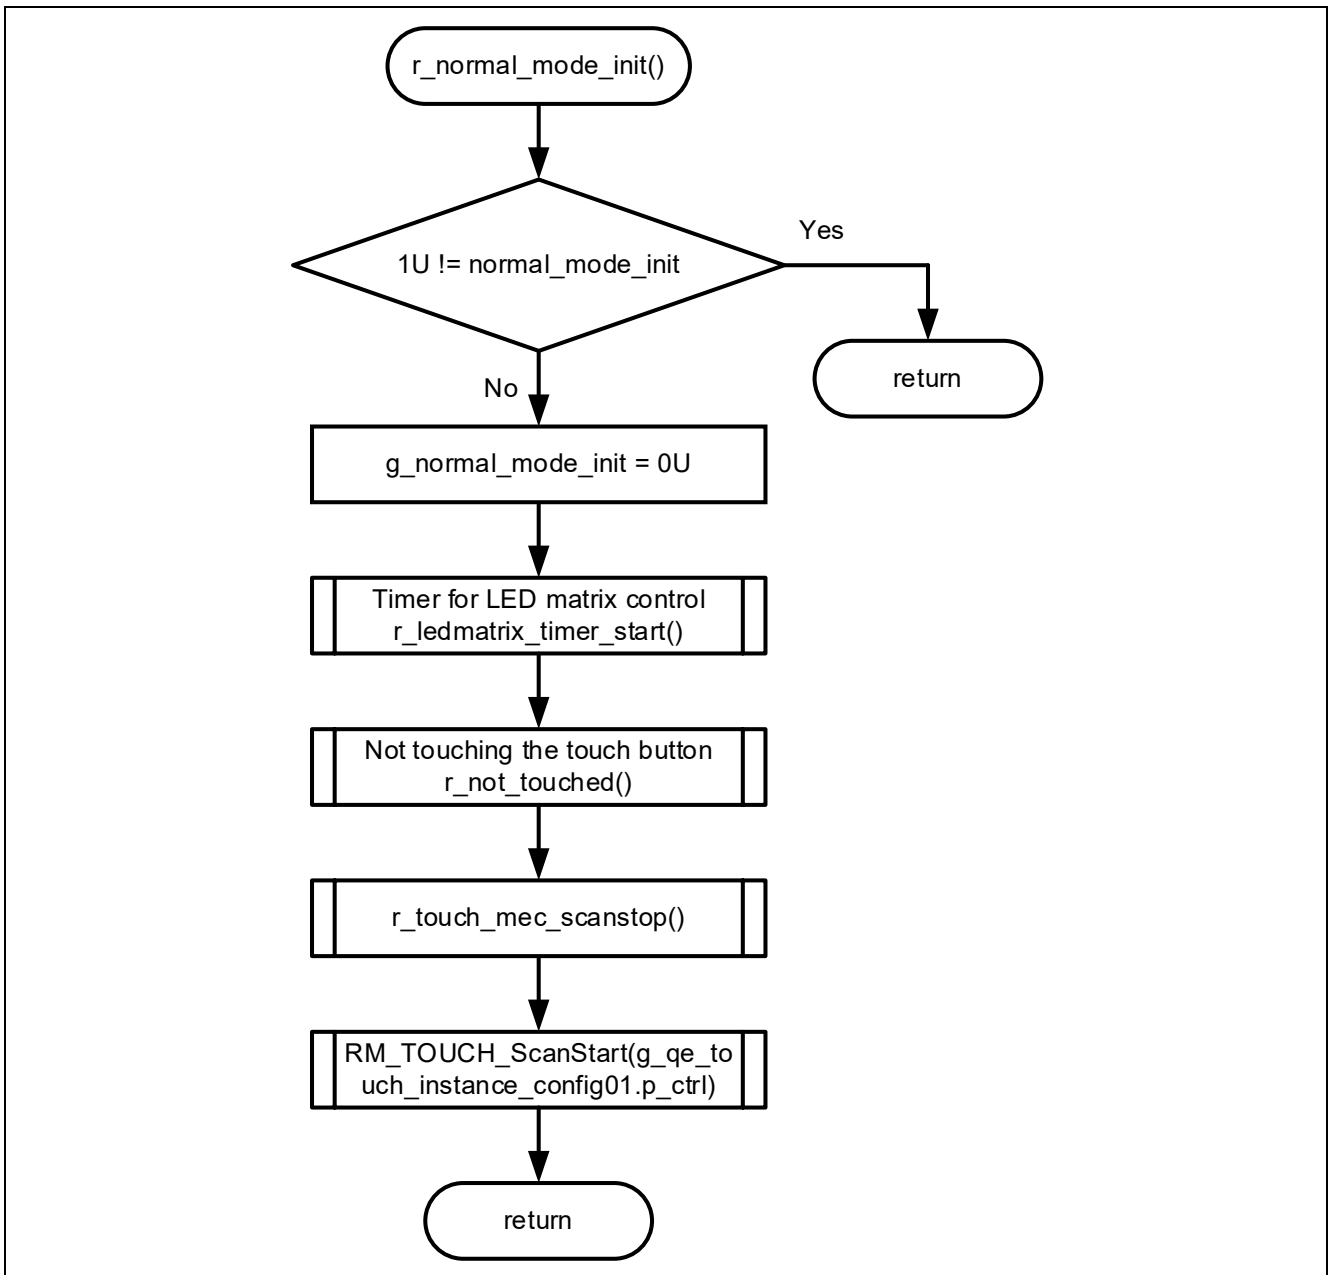 r_normal_mode_init()
1U != normal_mode_init
Yes
return
No
g_normal_mode_init = 0U
Timer for LED matrix control
r_ledmatrix_timer_start()
Not touching the touch button
r_not_touched()
r_touch_mec_scanstop()
RM_TOUCH_ScanStart(g_qe_to
uch_instance_config01.p_ctrl)
return